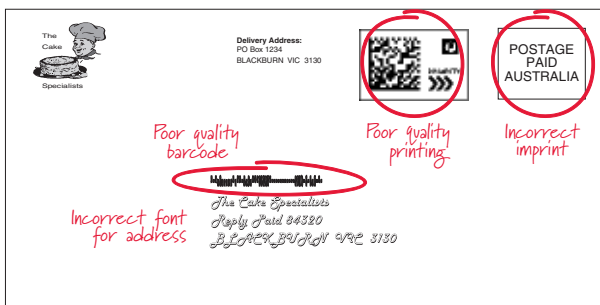 The
Cake
Specialists
Delivery Address:
PO Box 1234
BLACKBURN VIC 3130
PRIORITY
POSTAGE
PAID
AUSTRALIA
Poor quality
barcode
Poor quality
printing
Incorrect
imprint
Incorrect font
for address
The Cake Specialists
Reply Paid 84320
BLACKBURN VIC 3130